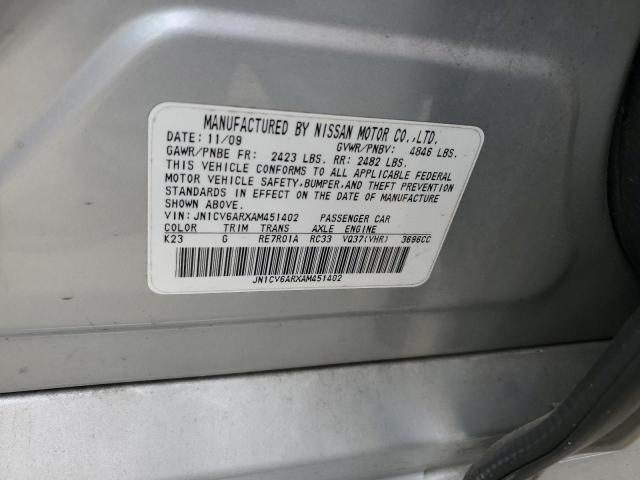 MANUFACTURED BY NISSAN MOTOR CO.,LTD.
DATE: 11/09 GVWR/PNBV: 4846 LBS.
GAWR/PNBE FR: 2423 LBS. RR: 2482 LBS.
THIS VEHICLE CONFORMS TO ALL APPLICABLE FEDERAL
MOTOR VEHICLE SAFETY,BUMPER,AND THEFT PREVENTION
STANDARDS IN EFFECT ON THE DATE OF MANUFACTURE
SHOWN ABOVE.
VIN: JN1CV6ARXAM451402 PASSENGER CAR
COLOR TRIM TRANS AXLE ENGINE
K23 G RE7R01A RC33 VQ37(VHR) 3696CC
JN1CV6ARXAM451402